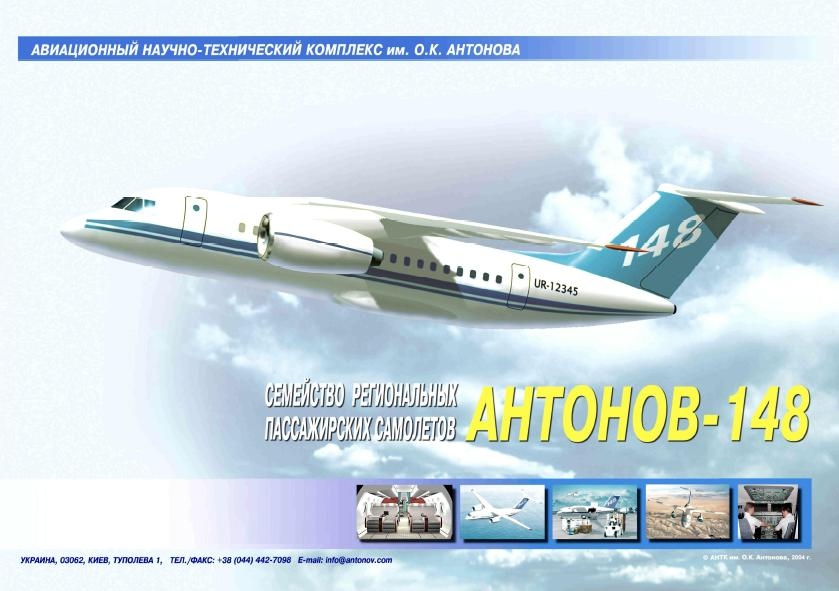 АВИАЦИОННЫЙ НАУЧНО-ТЕХНИЧЕСКИЙ КОМПЛЕКС им. О.К. АНТОНОВА
148
UR-12345
СЕМЕЙСТВО РЕГИОНАЛЬНЫХ
ПАССАЖИРСКИХ САМОЛЕТОВ
АНТОНОВ-148
УКРАИНА, 03062, КИЕВ, ТУПОЛЕВА 1, ТЕЛ./ФАКС: +38 (044) 442-7098 E-mail: info@antonov.com
© АНТК им. О.К. Антонова, 2004 г.